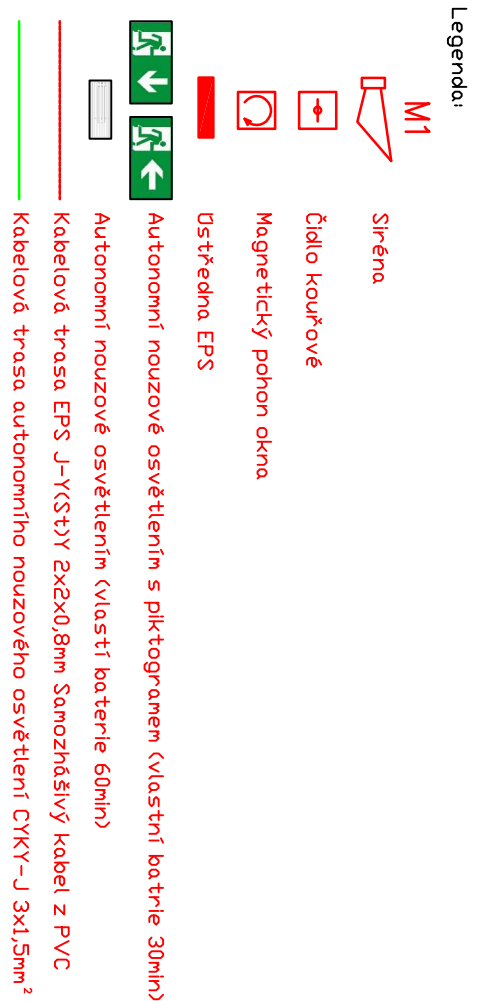 Legenda:
M1
Siréna
Čidlo kouřové
Magnetický pohon okna
Ústředna EPS
Autonomní nouzové osvětlením s piktogramem (vlastní batrie 30min)
Autonomní nouzové osvětlením (vlastí baterie 60min)
Kabelová trasa EPS J-Y(St)Y 2x2x0,8mm Samozhášivý kabel z PVC
Kabelová trasa autonomního nouzového osvětlení CYKY-J 3x1,5mm²